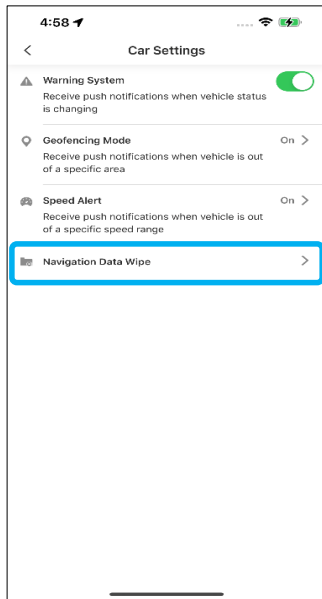 4:58
Car Settings
Warning System
Receive push notifications when vehicle status
is changing
Geofencing Mode On
Receive push notifications when vehicle is out
of a specific area
Speed Alert On
Receive push notifications when vehicle is out
of a specific speed range
Navigation Data Wipe